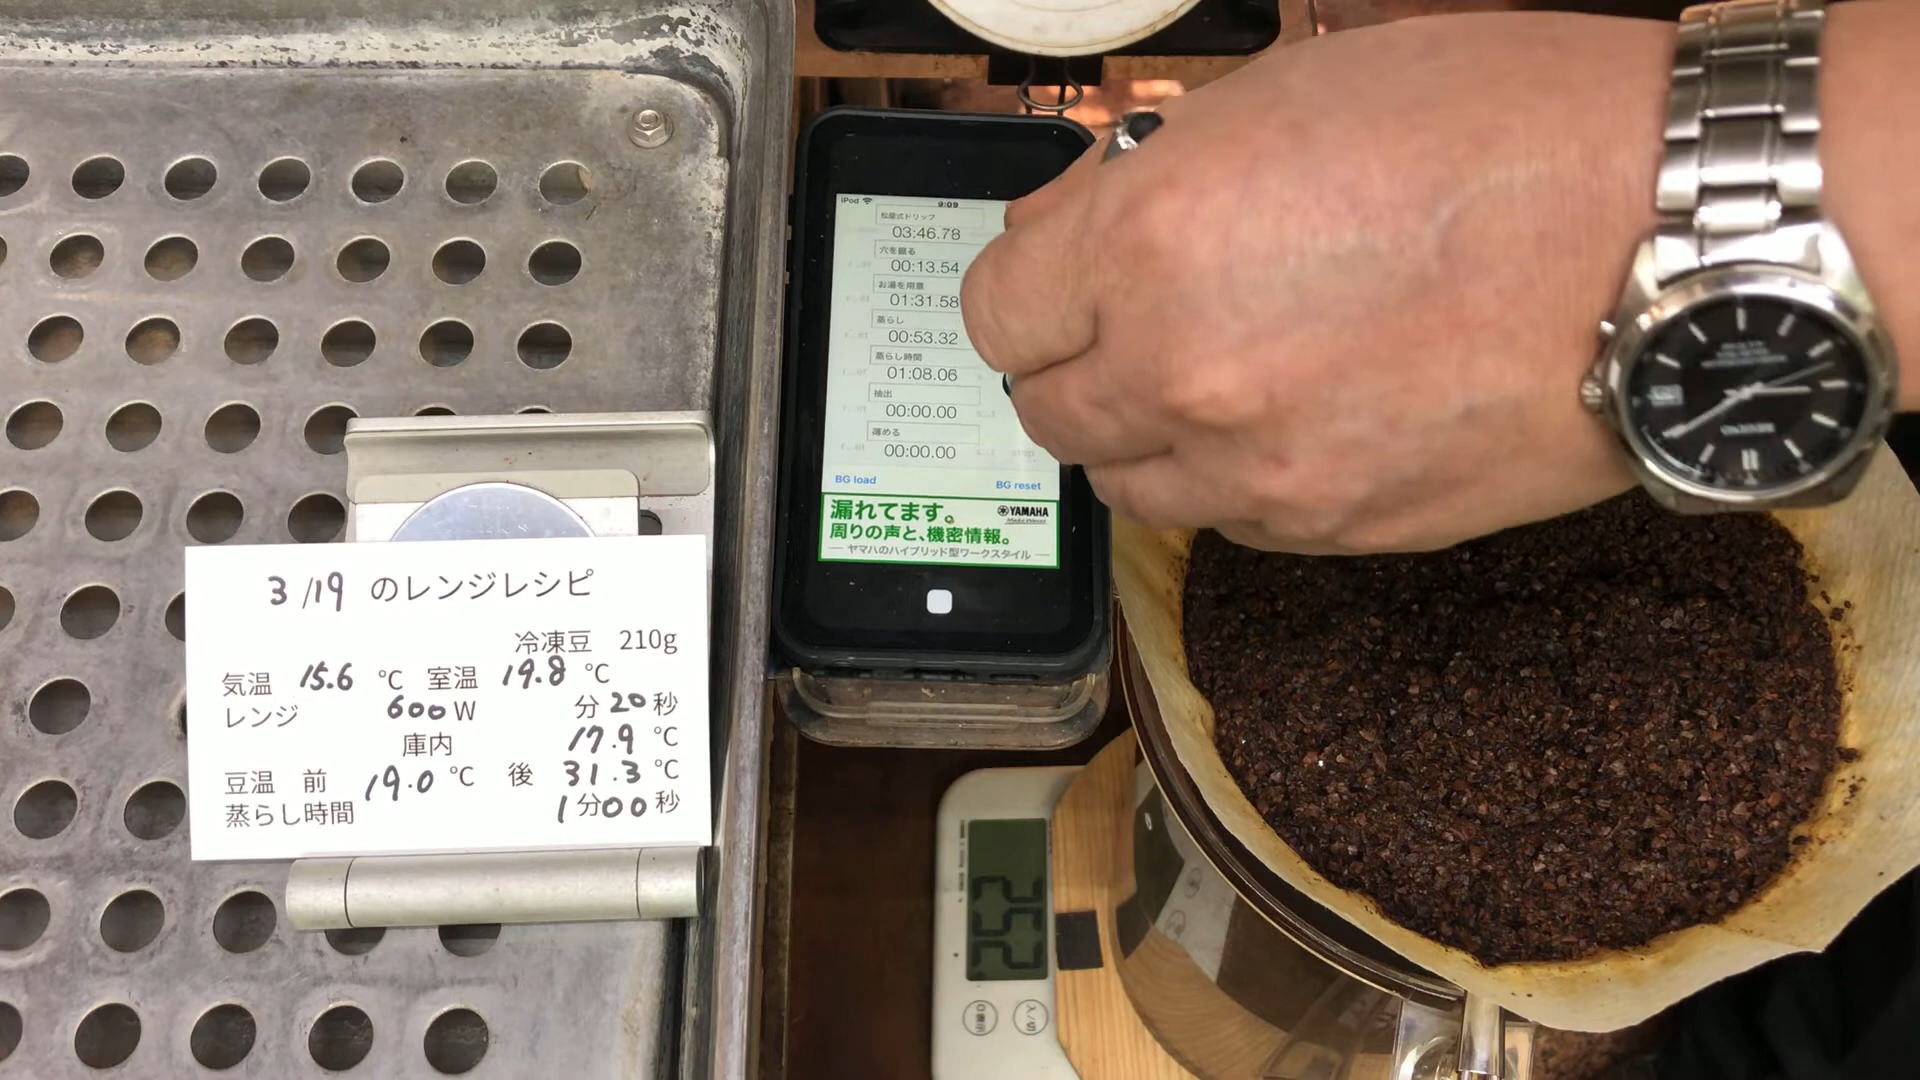 iPod 9:09
松屋式ドリップ
03:46.78
穴を掘る
00:13.54
お湯を用意
01:31.58
蒸らし
00:53.32
蒸らし時間
01:08.06
抽出
00:00.00
薄める
00:00.00
BG load BG reset
漏れてます。
YAMAHA
周りの声と、機密情報。
ヤマハのハイブリッド型ワークスタイル
3/19 のレンジレシピ
冷凍豆 210g
気温 15.6 ℃ 室温 19.8 ℃
レンジ 600 W 分 20 秒
庫内 17.9 ℃
豆温 前 19.0 ℃ 後 31.3 ℃
蒸らし時間 1 分 00 秒
252
入/切